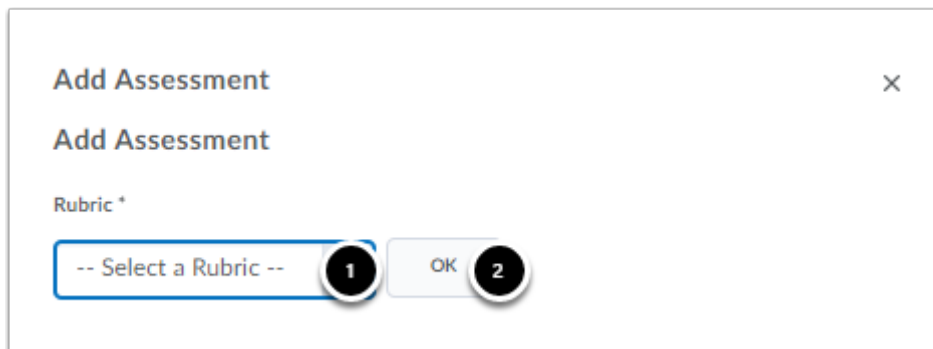 Add Assessment
Add Assessment
Rubric *
-- Select a Rubric -- 1 OK 2